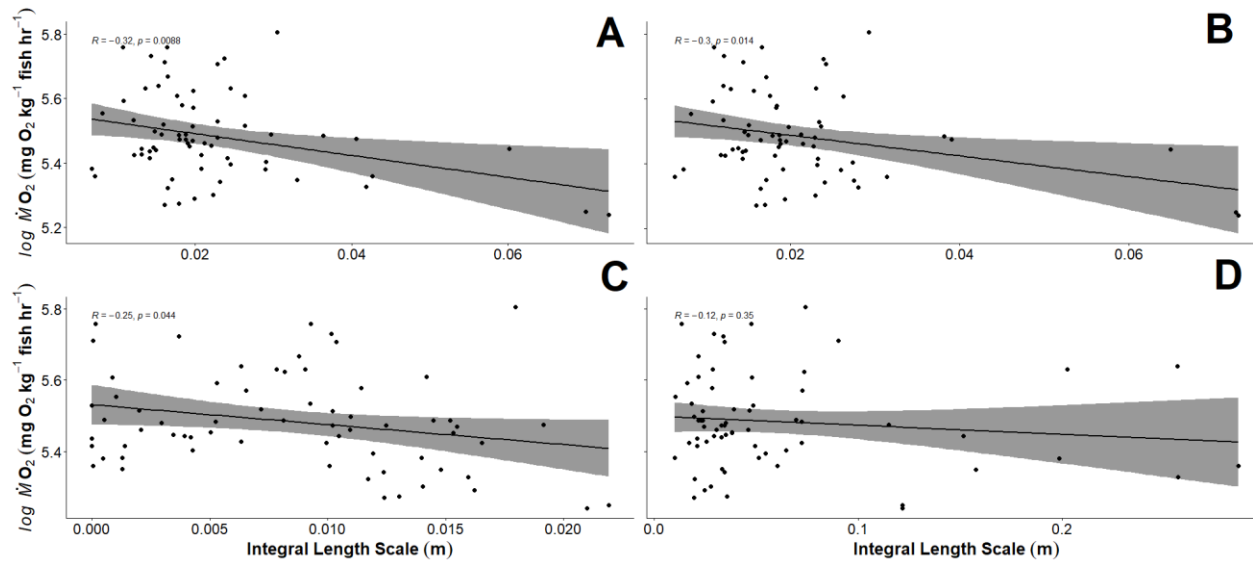 A
R = −0.32, p = 0.0088
log Ṁ O2 (mg O2 kg−1 fish hr−1)
5.8
5.6
5.4
5.2
0.02
0.04
0.06
B
R = −0.3, p = 0.014
0.02
0.04
0.06
C
R = −0.25, p = 0.044
log Ṁ O2 (mg O2 kg−1 fish hr−1)
5.8
5.6
5.4
0.000
0.005
0.010
0.015
0.020
Integral Length Scale (m)
D
R = −0.12, p = 0.35
0.0
0.1
0.2
Integral Length Scale (m)